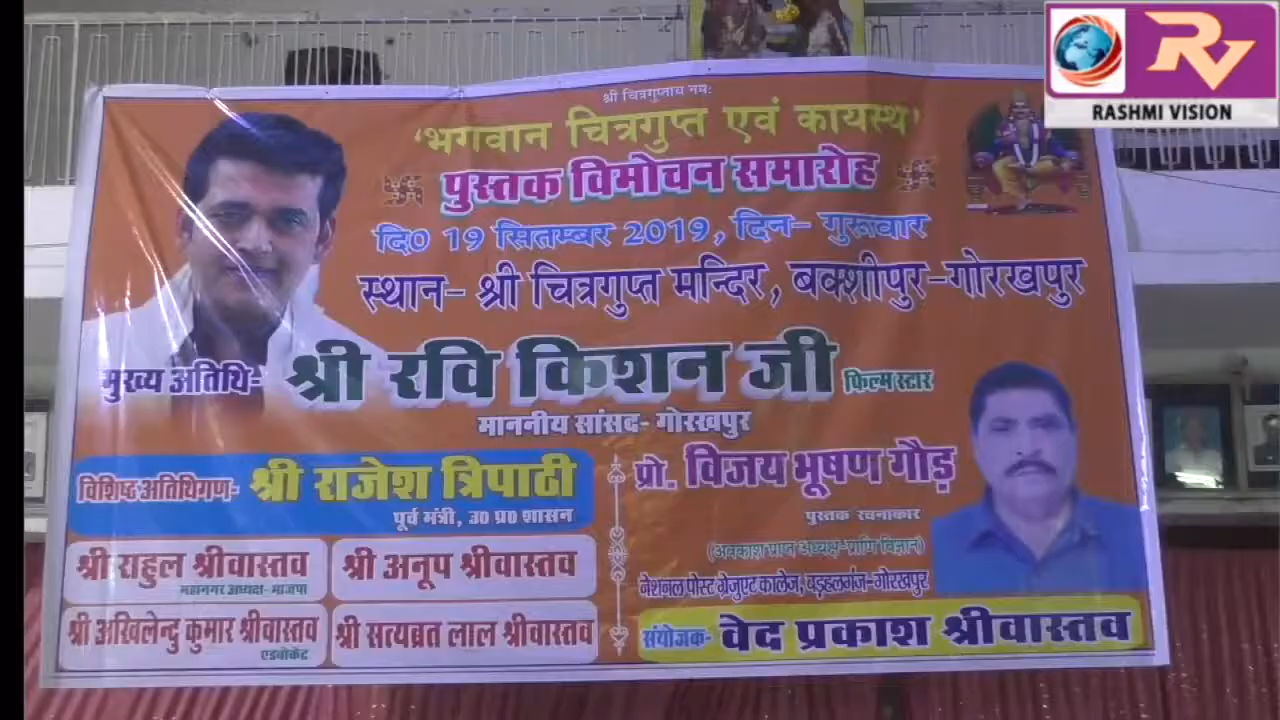 RASHMI VISION
श्री चित्रगुप्ताय नमः
'भगवान चित्रगुप्त एवं कायस्थ'
पुस्तक विमोचन समारोह
दि0 19 सितम्बर 2019, दिन- गुरूवार
स्थान- श्री चित्रगुप्त मन्दिर, बक्शीपुर-गोरखपुर
मुख्य अतिथि- श्री रवि किशन जी फिल्म स्टार
माननीय सांसद- गोरखपुर
विशिष्ट अतिथिगण- श्री राजेश त्रिपाठी
पूर्व मंत्री, उ0 प्र0 शासन
श्री राहुल श्रीवास्तव
महानगर अध्यक्ष- भाजपा
श्री अनूप श्रीवास्तव
श्री अखिलेन्दु कुमार श्रीवास्तव
एडवोकेट
श्री सत्यब्रत लाल श्रीवास्तव
प्रो. विजय भूषण गौड़
पुस्तक रचनाकार
(अवकाश प्राप्त अध्यक्ष-प्राणि विज्ञान)
नेशनल पोस्ट ग्रेजुएट कालेज, बड़हलगंज-गोरखपुर
संयोजक- वेद प्रकाश श्रीवास्तव